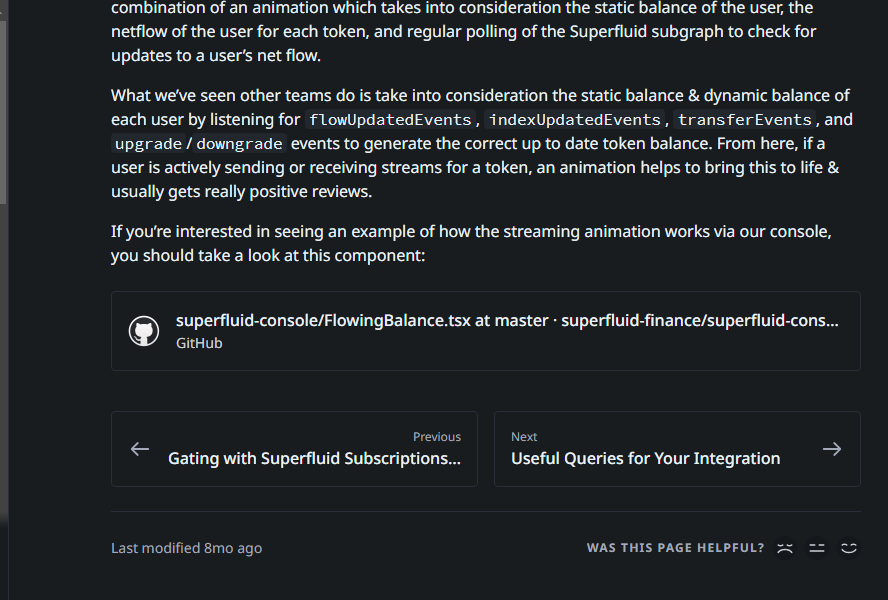 combination of an animation which takes into consideration the static balance of the user, the
netflow of the user for each token, and regular polling of the Superfluid subgraph to check for
updates to a user’s net flow.
What we’ve seen other teams do is take into consideration the static balance & dynamic balance of
each user by listening for flowUpdatedEvents, indexUpdatedEvents, transferEvents, and
upgrade/downgrade events to generate the correct up to date token balance. From here, if a
user is actively sending or receiving streams for a token, an animation helps to bring this to life &
usually gets really positive reviews.
If you’re interested in seeing an example of how the streaming animation works via our console,
you should take a look at this component:
superfluid-console/FlowingBalance.tsx at master · superfluid-finance/superfluid-cons...
GitHub
Previous
Gating with Superfluid Subscriptions...
Next
Useful Queries for Your Integration
Last modified 8mo ago
WAS THIS PAGE HELPFUL?